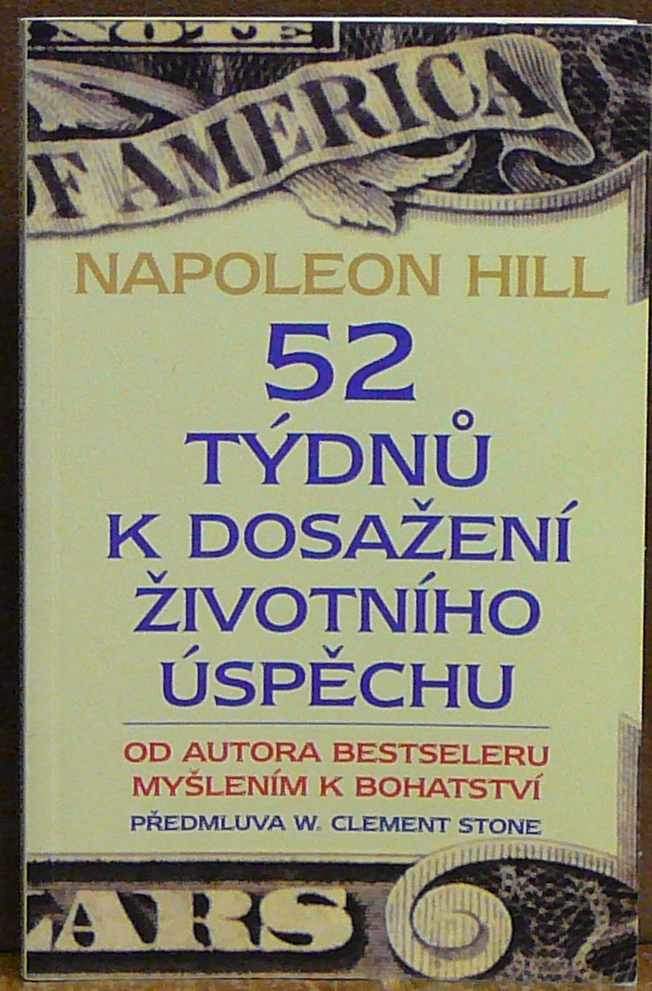 NOTE
OF AMERICA
NAPOLEON HILL
52
TÝDNŮ
K DOSAŽENÍ
ŽIVOTNÍHO
ÚSPĚCHU
OD AUTORA BESTSELERU
MYŠLENÍM K BOHATSTVÍ
PŘEDMLUVA W. CLEMENT STONE
LARS